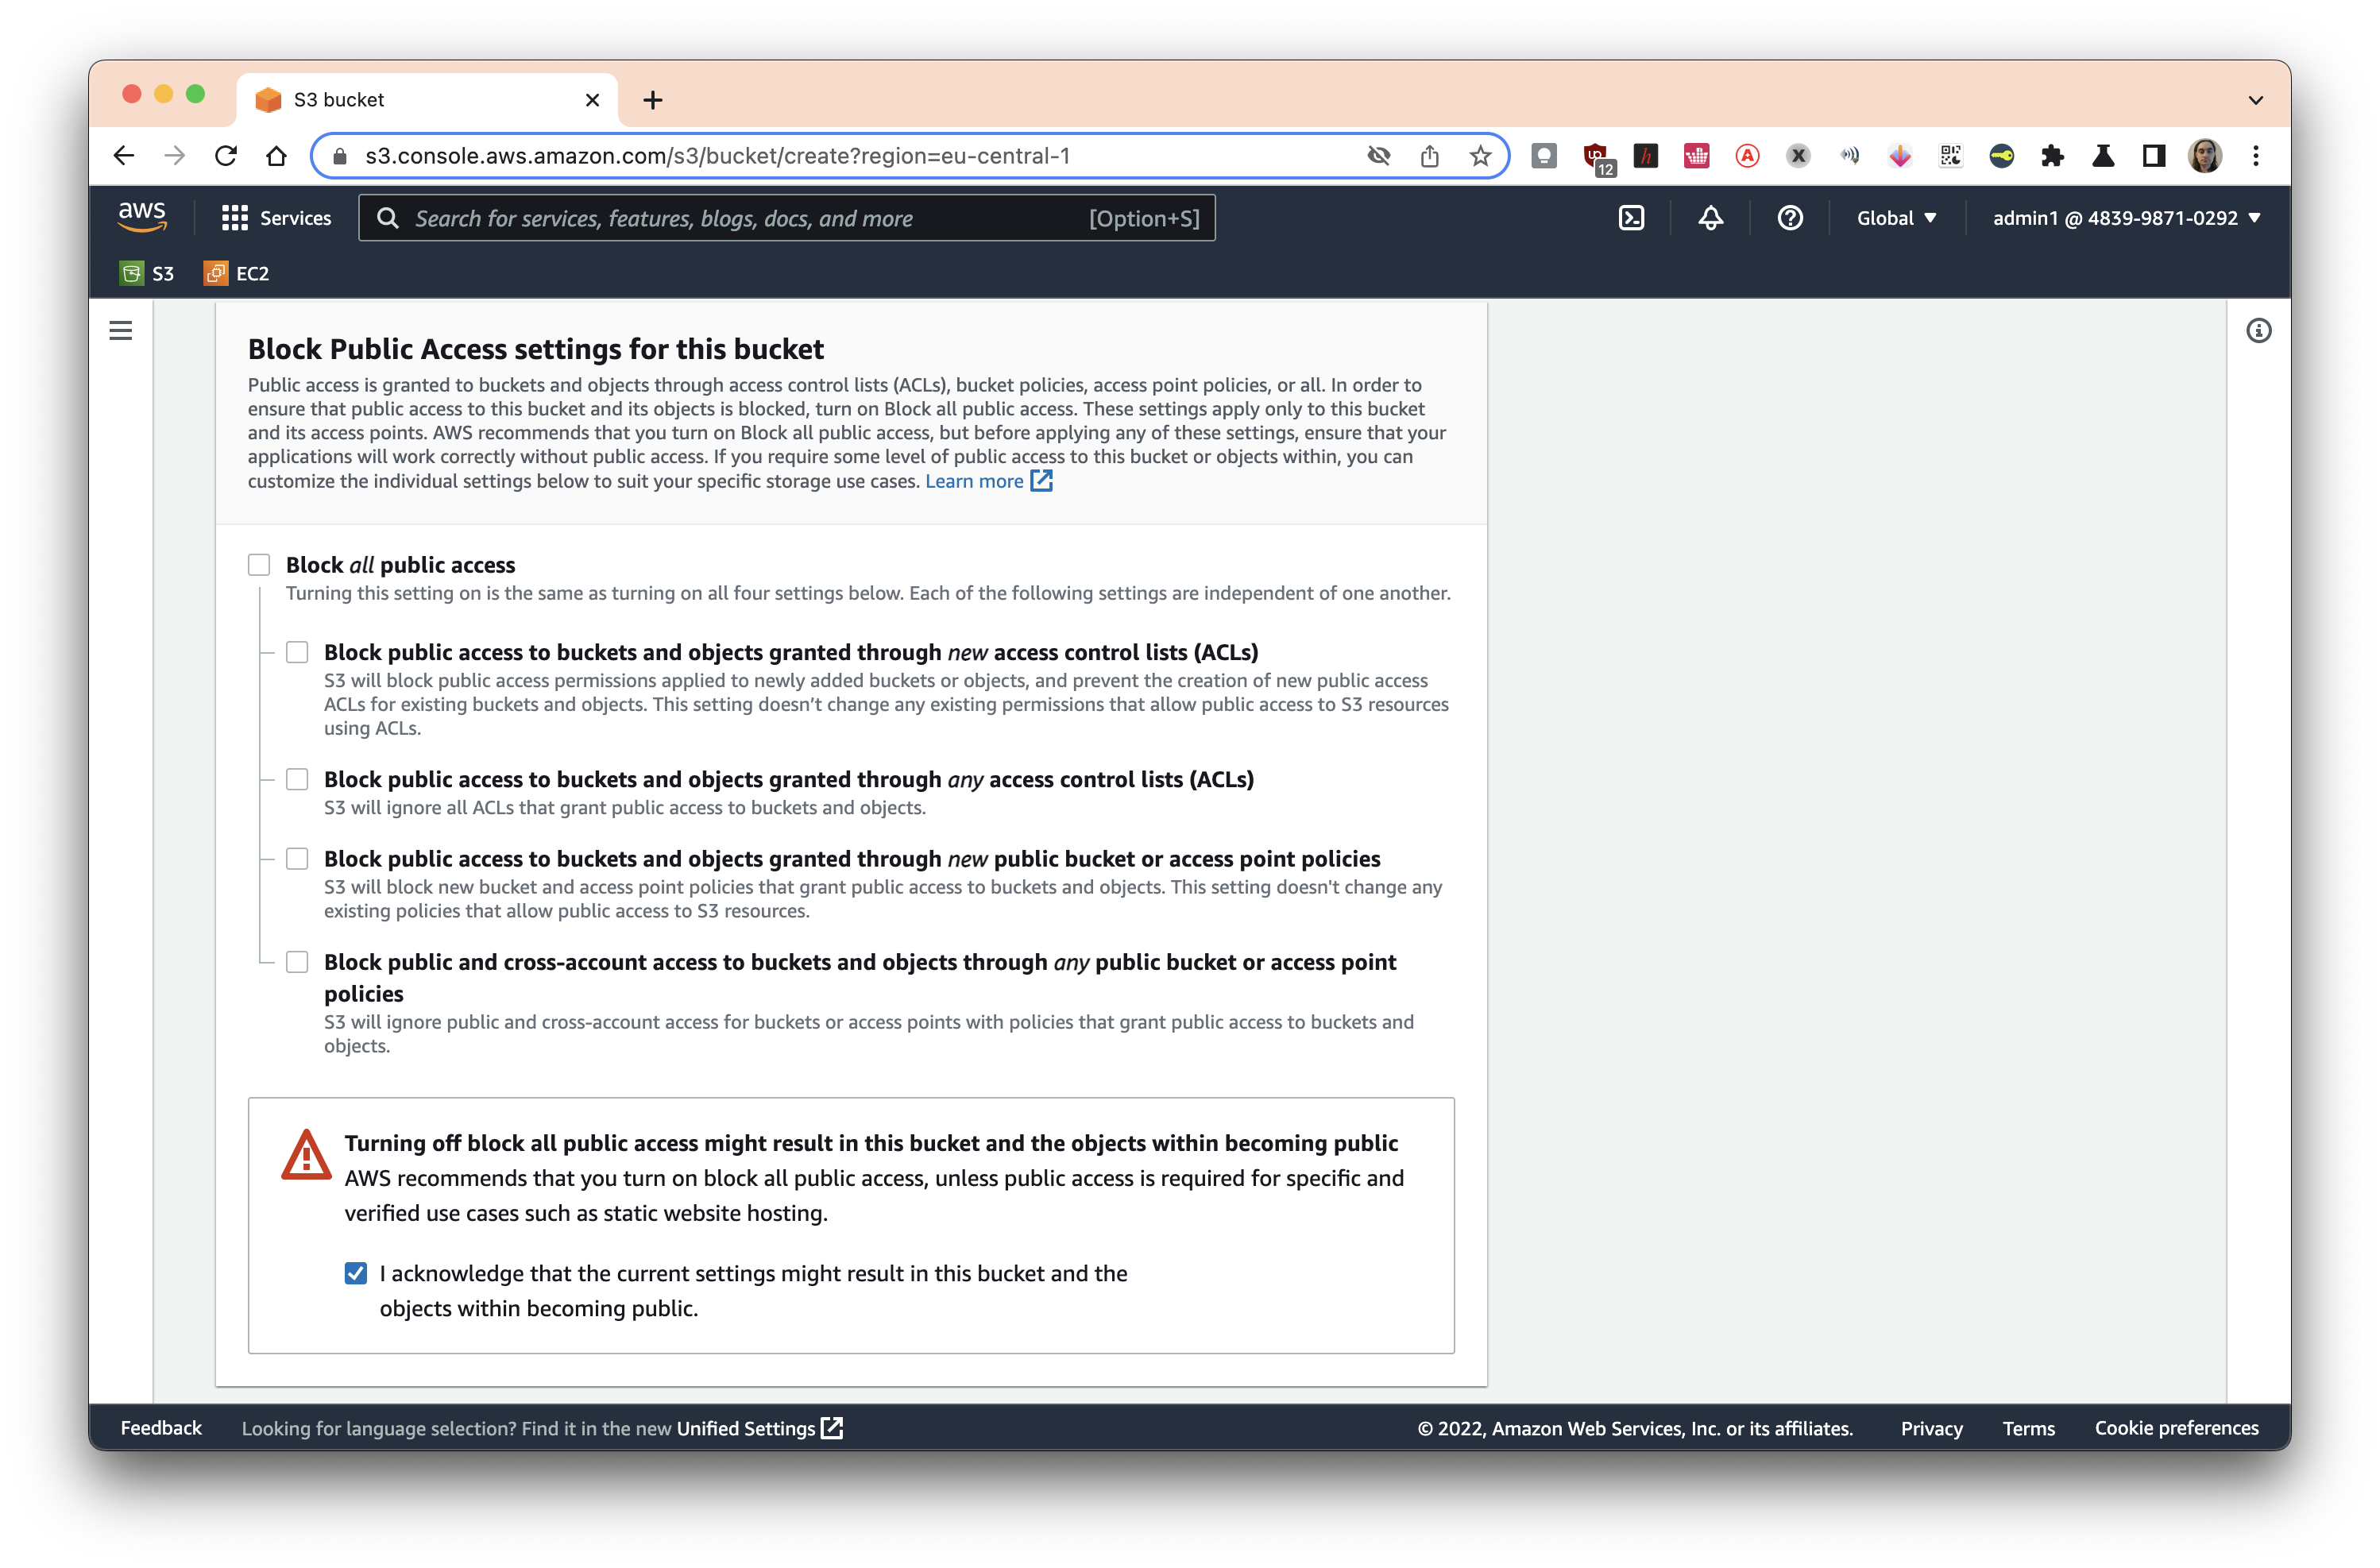 S3 bucket
s3.console.aws.amazon.com/s3/bucket/create?region=eu-central-1
12
aws
Services
Search for services, features, blogs, docs, and more
[Option+S]
Global
admin1 @ 4839-9871-0292
S3
EC2
Block Public Access settings for this bucket
Public access is granted to buckets and objects through access control lists (ACLs), bucket policies, access point policies, or all. In order to
ensure that public access to this bucket and its objects is blocked, turn on Block all public access. These settings apply only to this bucket
and its access points. AWS recommends that you turn on Block all public access, but before applying any of these settings, ensure that your
applications will work correctly without public access. If you require some level of public access to this bucket or objects within, you can
customize the individual settings below to suit your specific storage use cases. Learn more
Block all public access
Turning this setting on is the same as turning on all four settings below. Each of the following settings are independent of one another.
Block public access to buckets and objects granted through new access control lists (ACLs)
S3 will block public access permissions applied to newly added buckets or objects, and prevent the creation of new public access
ACLs for existing buckets and objects. This setting doesn’t change any existing permissions that allow public access to S3 resources
using ACLs.
Block public access to buckets and objects granted through any access control lists (ACLs)
S3 will ignore all ACLs that grant public access to buckets and objects.
Block public access to buckets and objects granted through new public bucket or access point policies
S3 will block new bucket and access point policies that grant public access to buckets and objects. This setting doesn't change any
existing policies that allow public access to S3 resources.
Block public and cross-account access to buckets and objects through any public bucket or access point
policies
S3 will ignore public and cross-account access for buckets or access points with policies that grant public access to buckets and
objects.
Turning off block all public access might result in this bucket and the objects within becoming public
AWS recommends that you turn on block all public access, unless public access is required for specific and
verified use cases such as static website hosting.
I acknowledge that the current settings might result in this bucket and the
objects within becoming public.
Feedback
Looking for language selection? Find it in the new Unified Settings
© 2022, Amazon Web Services, Inc. or its affiliates.
Privacy
Terms
Cookie preferences